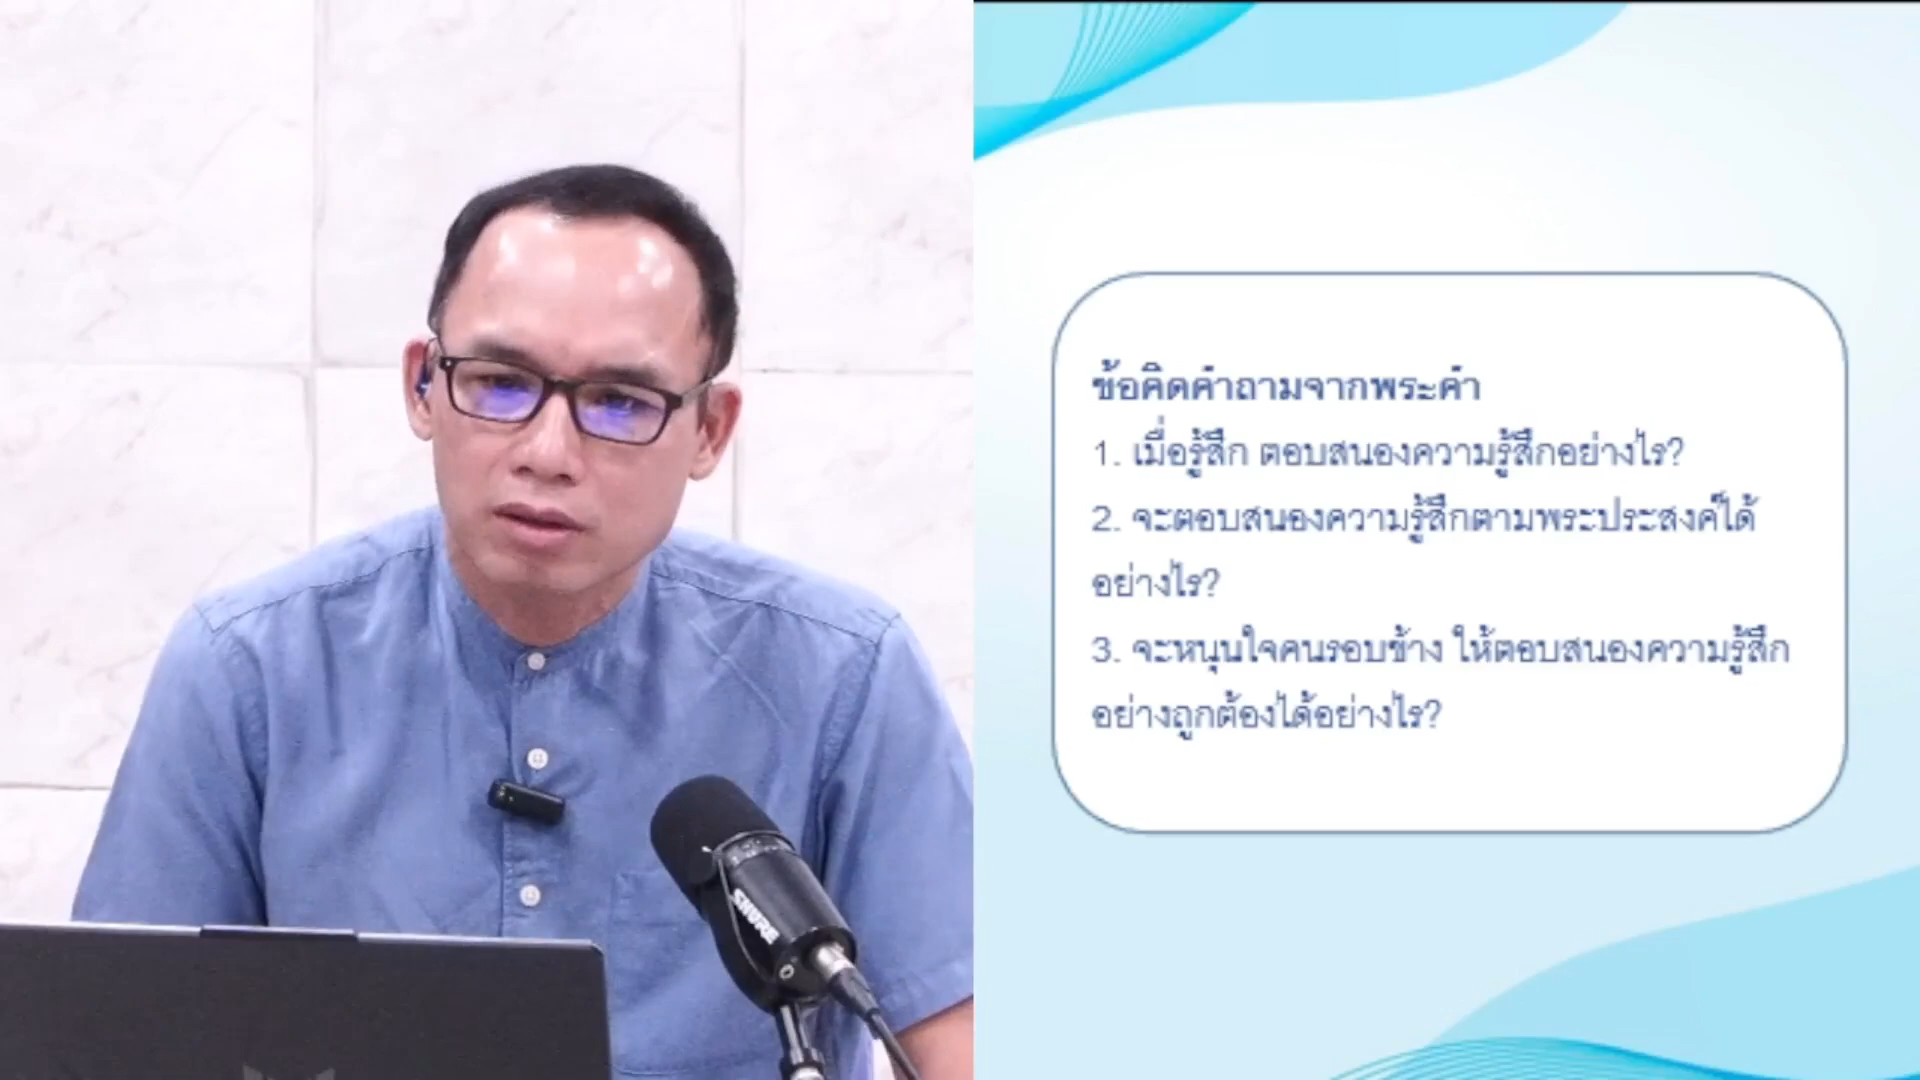 ข้อคิดคำถามจากพระคำ
1. เมื่อรู้สึก ตอบสนองความรู้สึกอย่างไร?
2. จะตอบสนองความรู้สึกตามพระประสงค์ได้
อย่างไร?
3. จะหนุนใจคนรอบข้าง ให้ตอบสนองความรู้สึก
อย่างถูกต้องได้อย่างไร?
SHURE